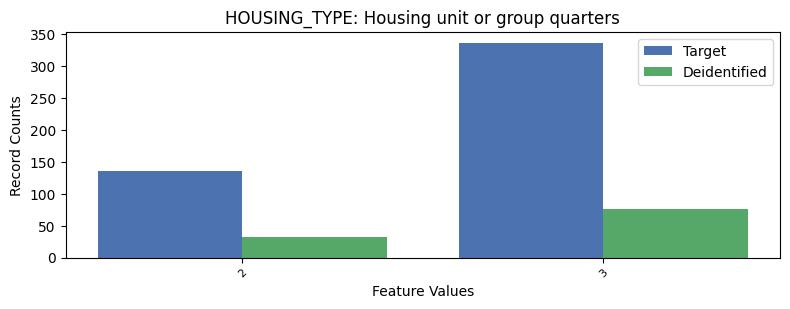 HOUSING_TYPE: Housing unit or group quarters
350
300
250
200
150
100
50
0
Record Counts
Target
Deidentified
2
3
Feature Values